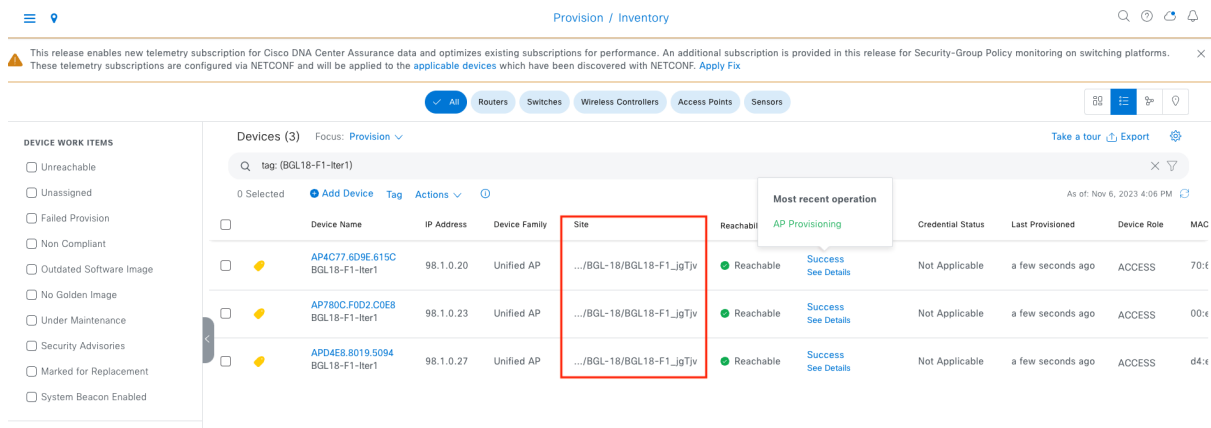 Provision / Inventory
This release enables new telemetry subscription for Cisco DNA Center Assurance data and optimizes existing subscriptions for performance. An additional subscription is provided in this release for Security-Group Policy monitoring on switching platforms.
These telemetry subscriptions are configured via NETCONF and will be applied to the applicable devices which have been discovered with NETCONF. Apply Fix
All Routers Switches Wireless Controllers Access Points Sensors
DEVICE WORK ITEMS
Unreachable
Unassigned
Failed Provision
Non Compliant
Outdated Software Image
No Golden Image
Under Maintenance
Security Advisories
Marked for Replacement
System Beacon Enabled
Devices (3) Focus: Provision Take a tour Export
tag: (BGL18-F1-Iter1)
0 Selected Add Device Tag Actions As of: Nov 6, 2023 4:06 PM
Most recent operation
AP Provisioning
Device Name IP Address Device Family Site Reachabil Credential Status Last Provisioned Device Role MAC
AP4C77.6D9E.615C
BGL18-F1-Iter1 98.1.0.20 Unified AP .../BGL-18/BGL18-F1_jgTjv Reachable Success Not Applicable a few seconds ago ACCESS 70:6
See Details
AP780C.F0D2.C0E8
BGL18-F1-Iter1 98.1.0.23 Unified AP .../BGL-18/BGL18-F1_jgTjv Reachable Success Not Applicable a few seconds ago ACCESS 00:e
See Details
APD4E8.8019.5094
BGL18-F1-Iter1 98.1.0.27 Unified AP .../BGL-18/BGL18-F1_jgTjv Reachable Success Not Applicable a few seconds ago ACCESS d4:e
See Details